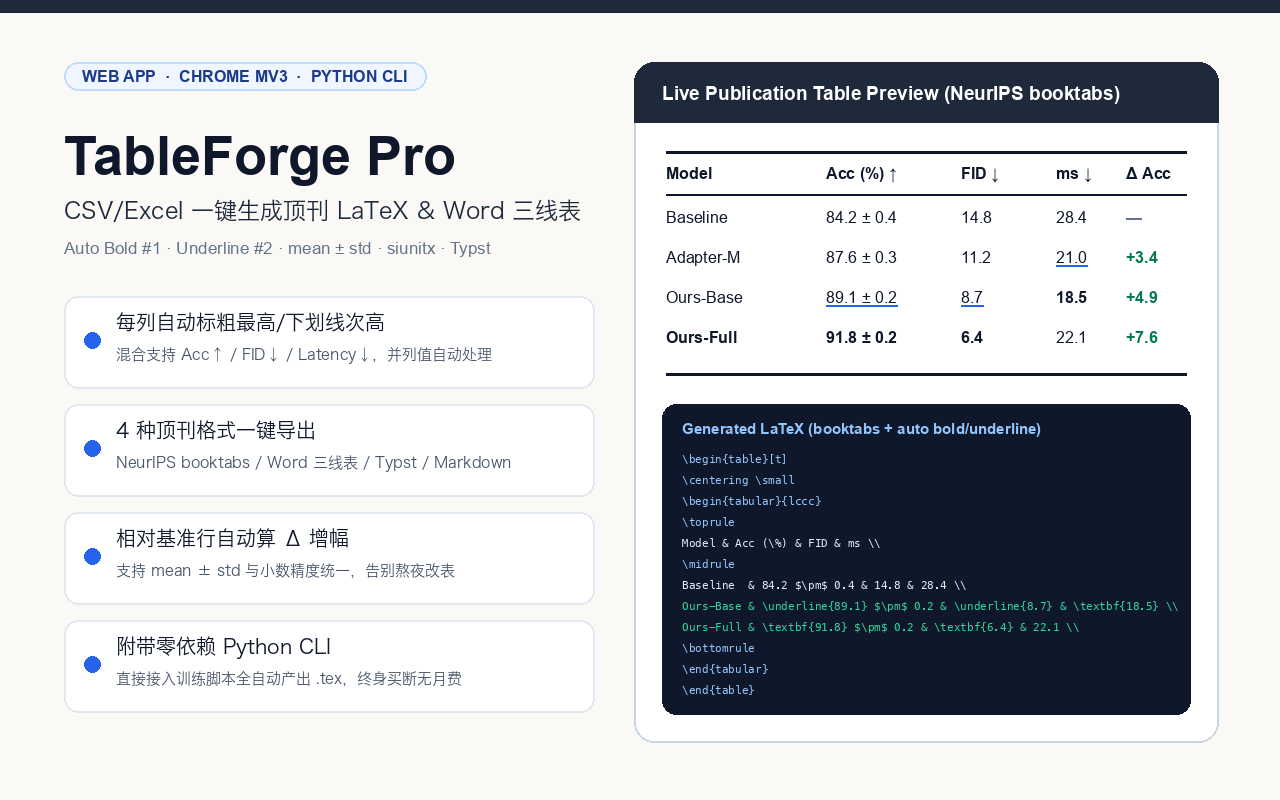 WEB APP · CHROME MV3 · PYTHON CLI
TableForge Pro
CSV/Excel 一键生成顶刊 LaTeX & Word 三线表
Auto Bold #1 · Underline #2 · mean ± std · siunitx · Typst
每列自动标粗最高/下划线次高
混合支持 Acc↑ / FID↓ / Latency↓，并列值自动处理
4 种顶刊格式一键导出
NeurIPS booktabs / Word 三线表 / Typst / Markdown
相对基准行自动算 Δ 增幅
支持 mean ± std 与小数精度统一，告别熬夜改表
附带零依赖 Python CLI
直接接入训练脚本全自动产出 .tex，终身买断无月费
Live Publication Table Preview (NeurIPS booktabs)
Model Acc (%) ↑ FID ↓ ms ↓ Δ Acc
Baseline 84.2 ± 0.4 14.8 28.4 —
Adapter-M 87.6 ± 0.3 11.2 21.0 +3.4
Ours-Base 89.1 ± 0.2 8.7 18.5 +4.9
Ours-Full 91.8 ± 0.2 6.4 22.1 +7.6
Generated LaTeX (booktabs + auto bold/underline)
\begin{table}[t]
\centering \small
\begin{tabular}{lccc}
\toprule
Model & Acc (\%) & FID & ms \\
\midrule
Baseline  & 84.2 $\pm$ 0.4 & 14.8 & 28.4 \\
Ours-Base & \underline{89.1} $\pm$ 0.2 & \underline{8.7} & \textbf{18.5} \\
Ours-Full & \textbf{91.8} $\pm$ 0.2 & \textbf{6.4} & 22.1 \\
\bottomrule
\end{tabular}
\end{table}